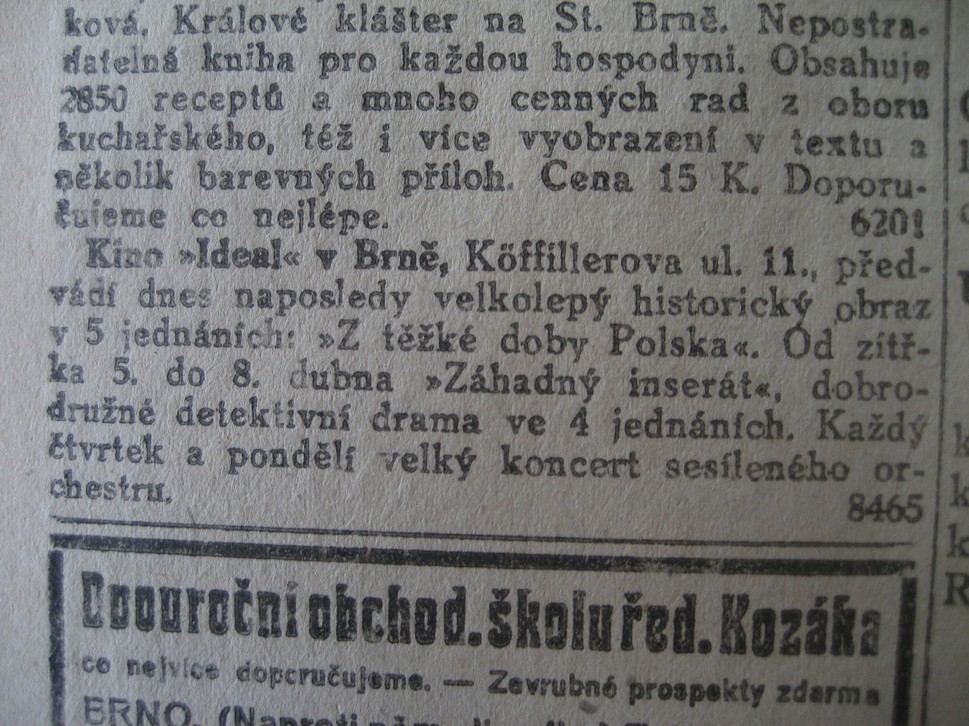 ková, Králové klášter na St. Brně. Nepostra-
datelná kniha pro každou hospodyni. Obsahuje
2850 receptů a mnoho cenných rad z oboru
kuchařského, též i více vyobrazení v textu a
několik barevných příloh. Cena 15 K. Doporu-
čujeme co nejlépe. 6201
Kino »Ideal« v Brně, Köffillerova ul. 11., před-
vádí dnes naposledy velkolepý historický obraz
v 5 jednáních: »Z těžké doby Polska«. Od zítř-
ka 5. do 8. dubna »Záhadný inserát«, dobro-
družné detektivní drama ve 4 jednáních. Každý
čtvrtek a pondělí velký koncert sesíleného or-
chestru. 8465
Dvouroční obchod. školu řed. Kozáka
co nejvíce doporučujeme. — Zevrubné prospekty zdarma
BRNO. (Naproti